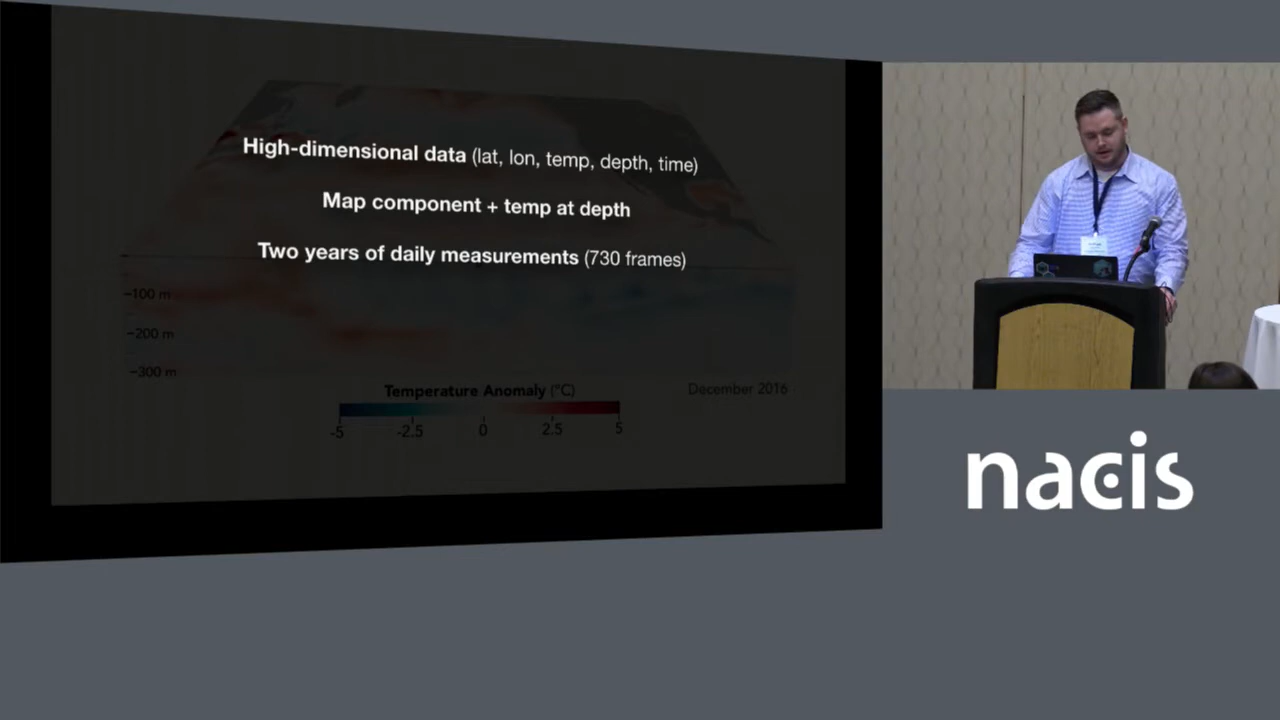 High-dimensional data (lat, lon, temp, depth, time)
Map component + temp at depth
Two years of daily measurements (730 frames)
-100 m
-200 m
-300 m
Temperature Anomaly (°C)
December 2016
-5 -2.5 0 2.5 5
nacis